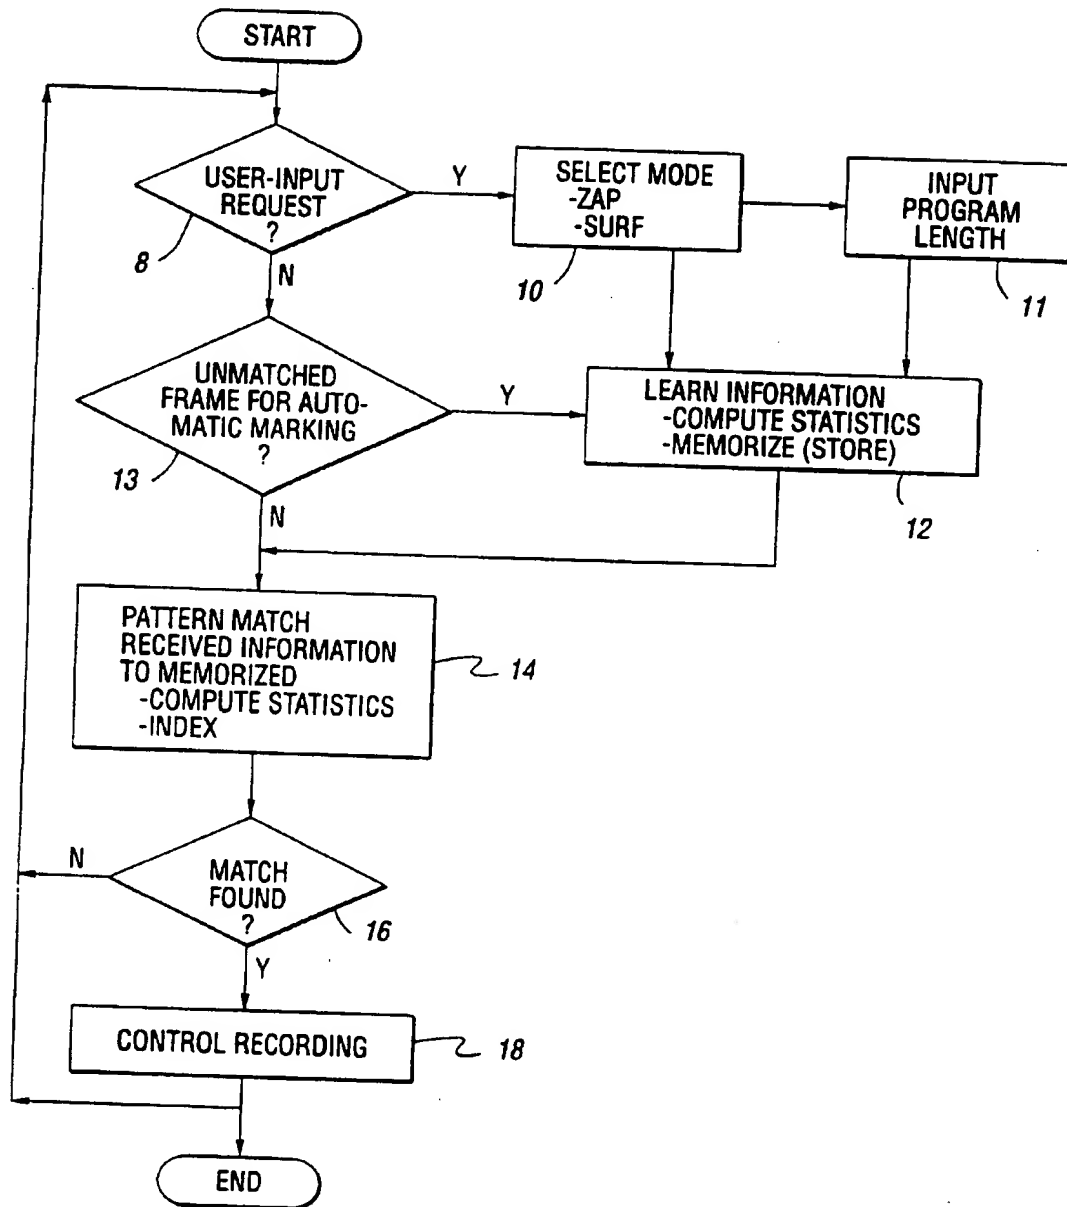 START
USER-INPUT
REQUEST
?
8
Y
N
SELECT MODE
-ZAP
-SURF
10
INPUT
PROGRAM
LENGTH
11
UNMATCHED
FRAME FOR AUTO-
MATIC MARKING
?
13
Y
N
LEARN INFORMATION
-COMPUTE STATISTICS
-MEMORIZE (STORE)
12
PATTERN MATCH
RECEIVED INFORMATION
TO MEMORIZED
-COMPUTE STATISTICS
-INDEX
14
N
MATCH
FOUND
?
16
Y
CONTROL RECORDING
18
END